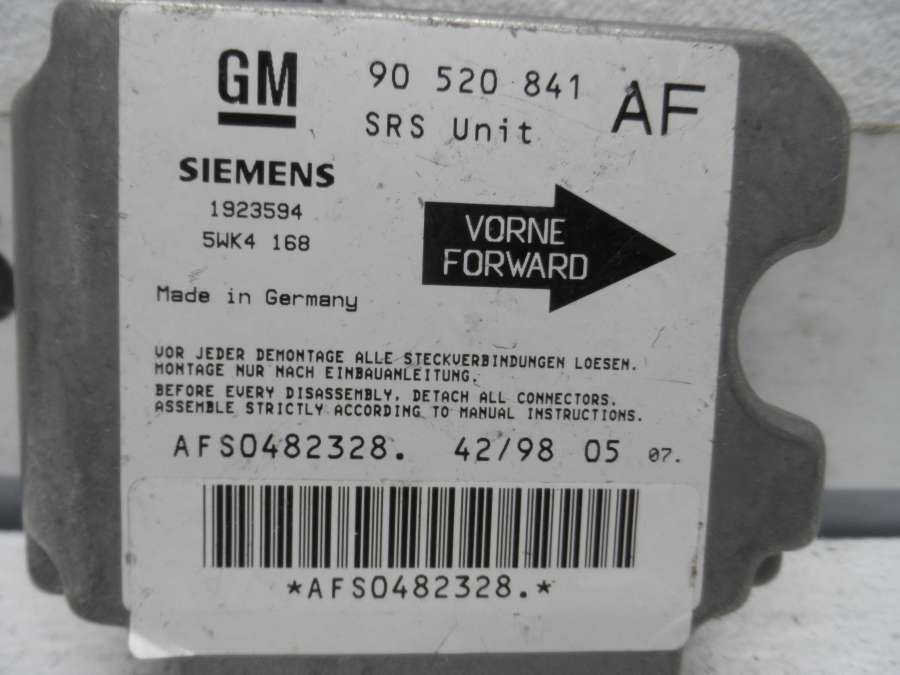 GM
90 520 841
AF
SRS Unit
SIEMENS
1923594
5WK4 168
VORNE
FORWARD
Made in Germany
VOR JEDER DEMONTAGE ALLE STECKVERBINDUNGEN LOESEN.
MONTAGE NUR NACH EINBAUANLEITUNG.
BEFORE EVERY DISASSEMBLY, DETACH ALL CONNECTORS.
ASSEMBLE STRICTLY ACCORDING TO MANUAL INSTRUCTIONS.
AFS0482328. 42/98 05 07.
*AFS0482328.*